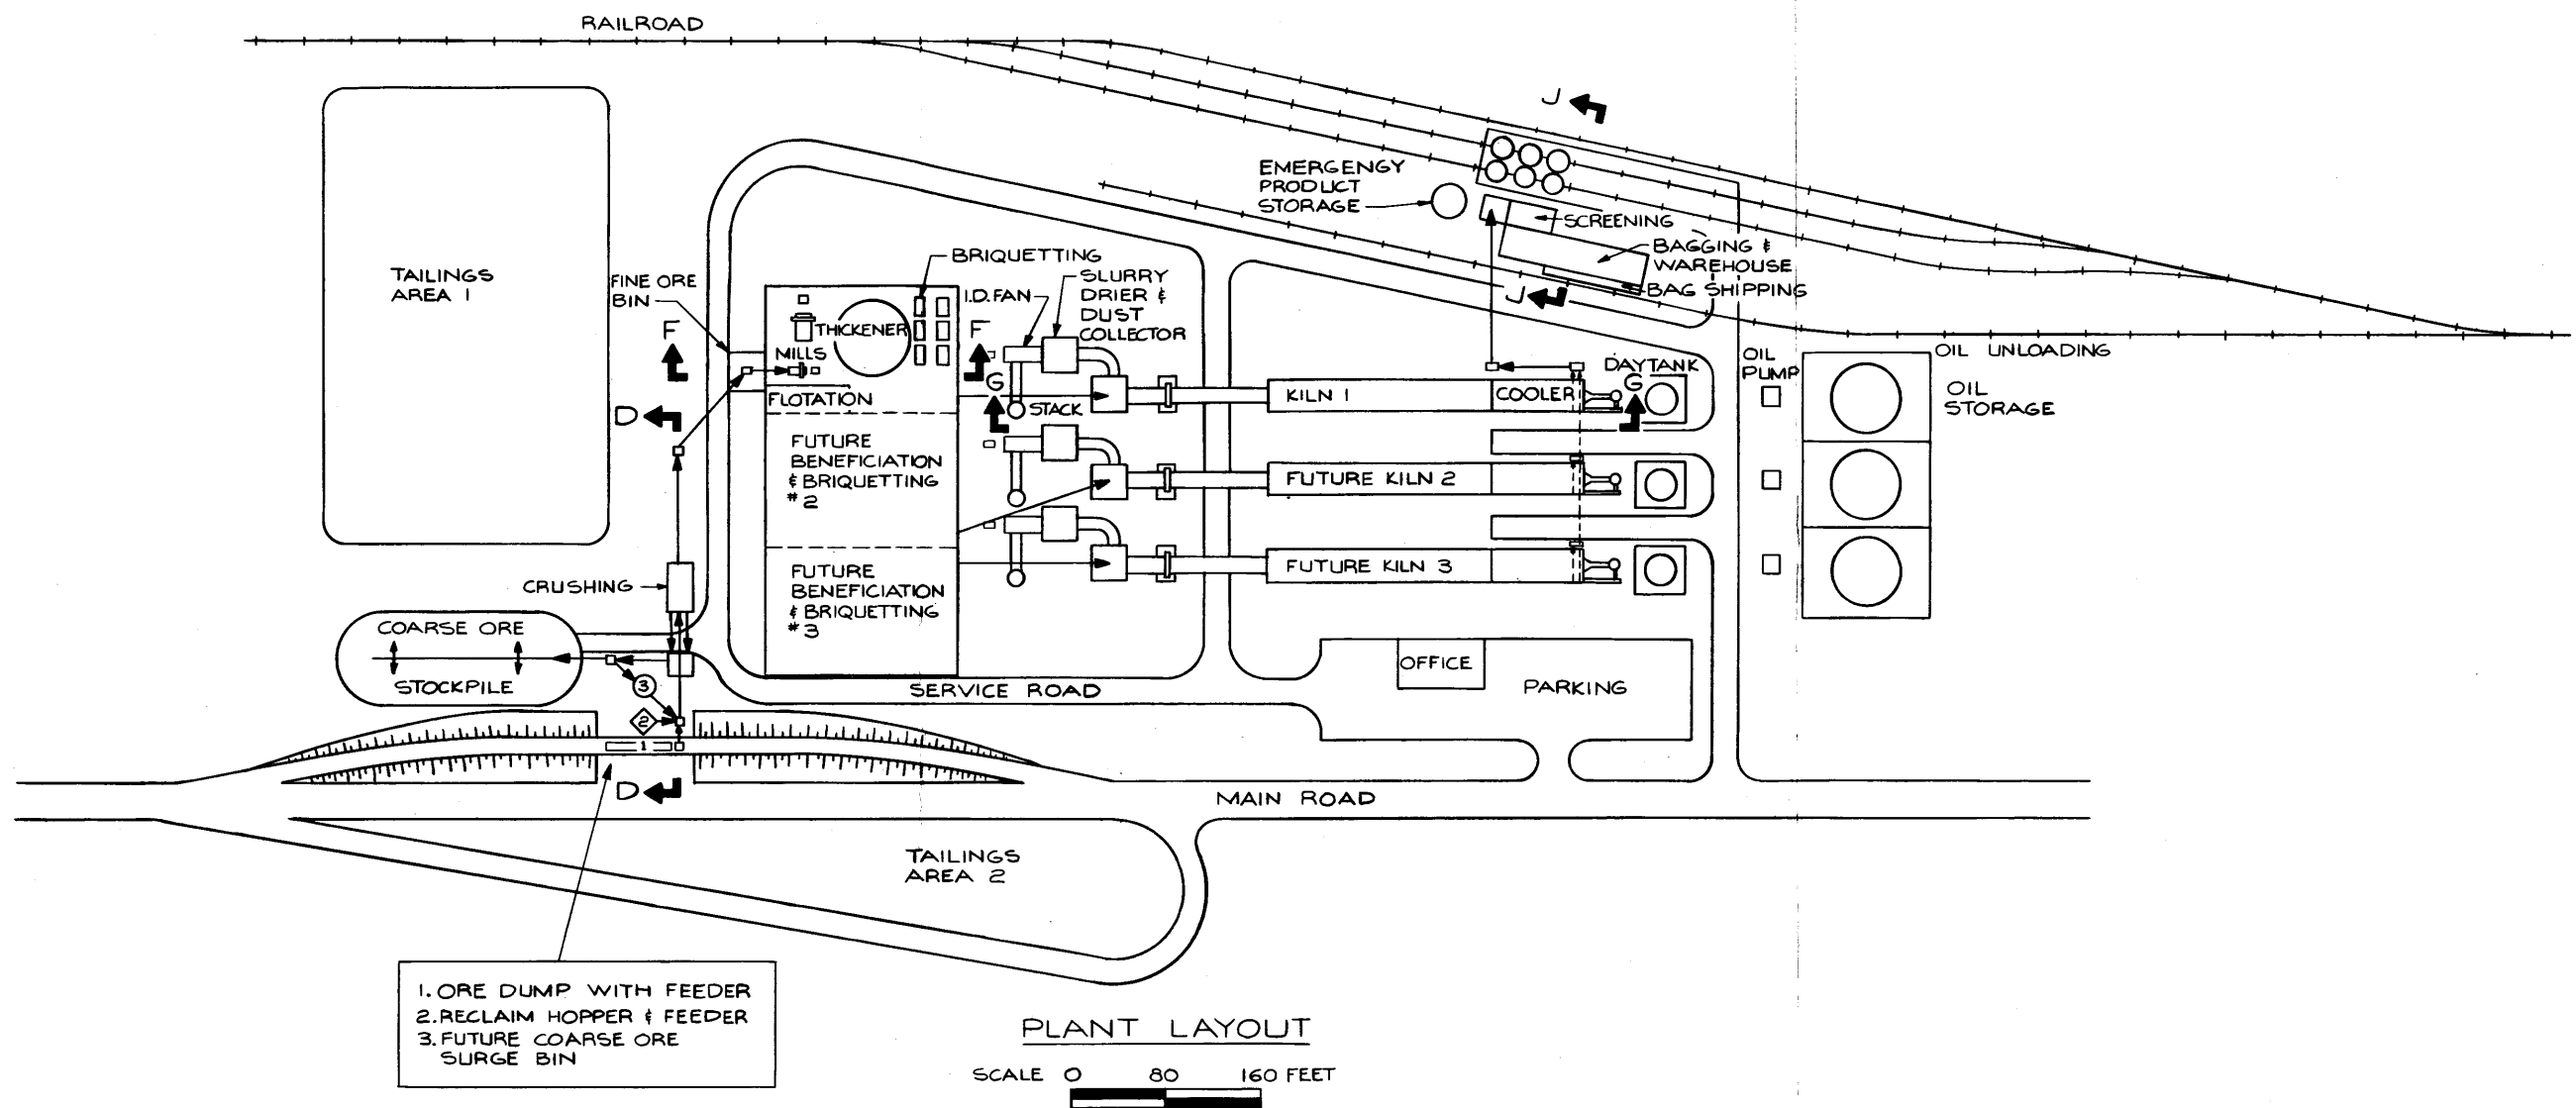 RAILROAD
J
EMERGENGY
PRODUCT
STORAGE
SCREENING
BAGGING &
WAREHOUSE
BAG SHIPPING
J
TAILINGS
AREA 1
FINE ORE
BIN
BRIQUETTING
I.D. FAN
SLURRY
DRIER &
DUST
COLLECTOR
F
THICKENER
F
MILLS
G
FLOTATION
STACK
D
KILN 1
COOLER
DAYTANK
G
OIL
PUMP
OIL UNLOADING
OIL
STORAGE
FUTURE
BENEFICIATION
& BRIQUETTING
#2
FUTURE KILN 2
FUTURE
BENEFICIATION
& BRIQUETTING
#3
FUTURE KILN 3
CRUSHING
COARSE ORE
STOCKPILE
3
2
1
D
SERVICE ROAD
OFFICE
PARKING
MAIN ROAD
TAILINGS
AREA 2
1. ORE DUMP WITH FEEDER
2. RECLAIM HOPPER & FEEDER
3. FUTURE COARSE ORE
SURGE BIN
PLANT LAYOUT
SCALE 0 80 160 FEET